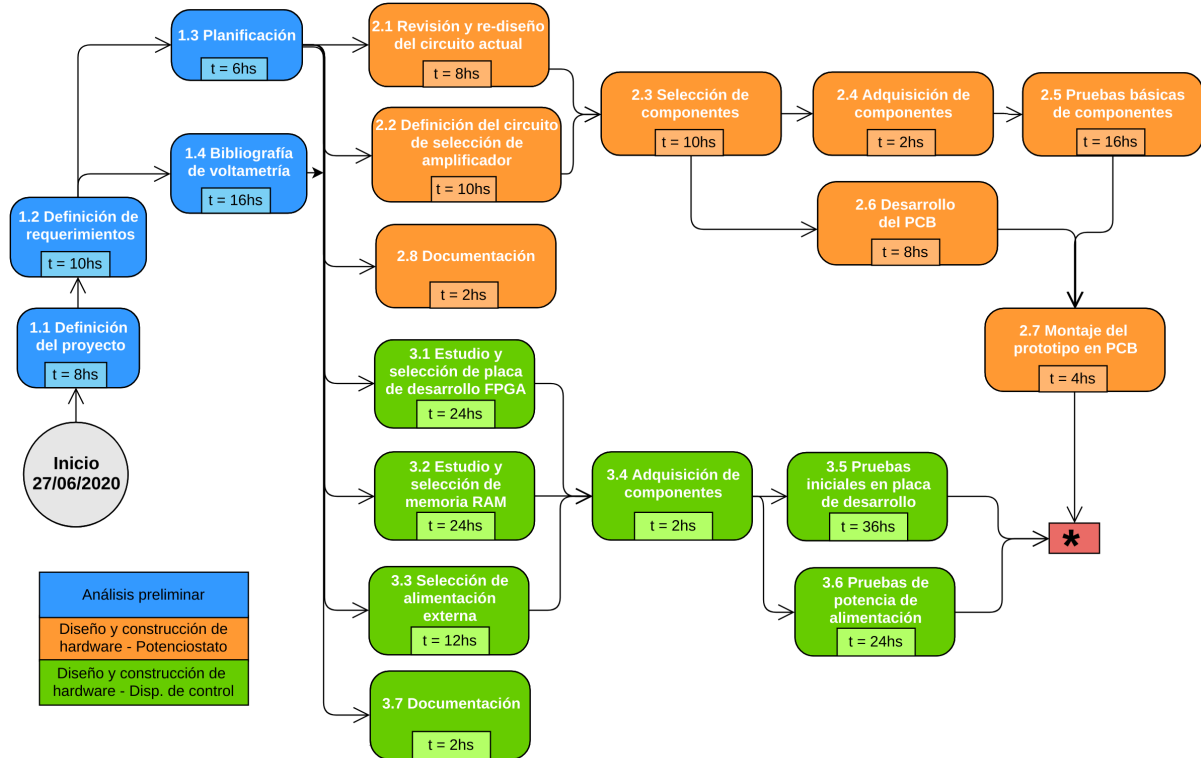 1.3 Planificación
t = 6hs
2.1 Revisión y re-diseño
del circuito actual
t = 8hs
2.3 Selección de
componentes
t = 10hs
2.4 Adquisición de
componentes
t = 2hs
2.5 Pruebas básicas
de componentes
t = 16hs
1.4 Bibliografía
de voltametría
t = 16hs
2.2 Definición del circuito
de selección de
amplificador
t = 10hs
1.2 Definición de
requerimientos
t = 10hs
2.6 Desarrollo
del PCB
t = 8hs
2.8 Documentación
t = 2hs
1.1 Definición
del proyecto
t = 8hs
2.7 Montaje del
prototipo en PCB
t = 4hs
3.1 Estudio y
selección de placa
de desarrollo FPGA
t = 24hs
Inicio
27/06/2020
3.2 Estudio y
selección de
memoria RAM
t = 24hs
3.4 Adquisición de
componentes
t = 2hs
3.5 Pruebas
iniciales en placa
de desarrollo
t = 36hs
*
3.3 Selección de
alimentación
externa
t = 12hs
3.6 Pruebas de
potencia de
alimentación
t = 24hs
Análisis preliminar
Diseño y construcción de
hardware - Potenciostato
Diseño y construcción de
hardware - Disp. de control
3.7 Documentación
t = 2hs